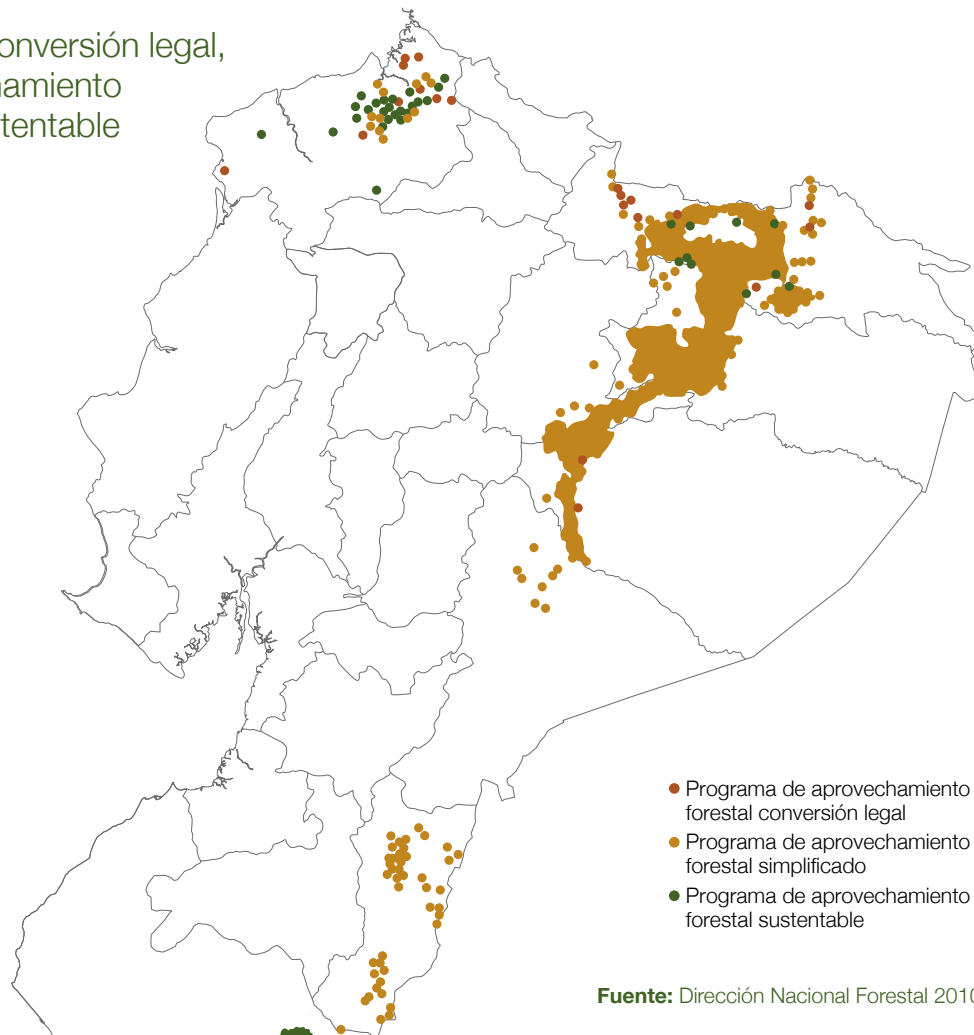 onversión legal,
amiento
tentable
Programa de aprovechamiento
forestal conversión legal
Programa de aprovechamiento
forestal simplificado
Programa de aprovechamiento
forestal sustentable
Fuente: Dirección Nacional Forestal 2010